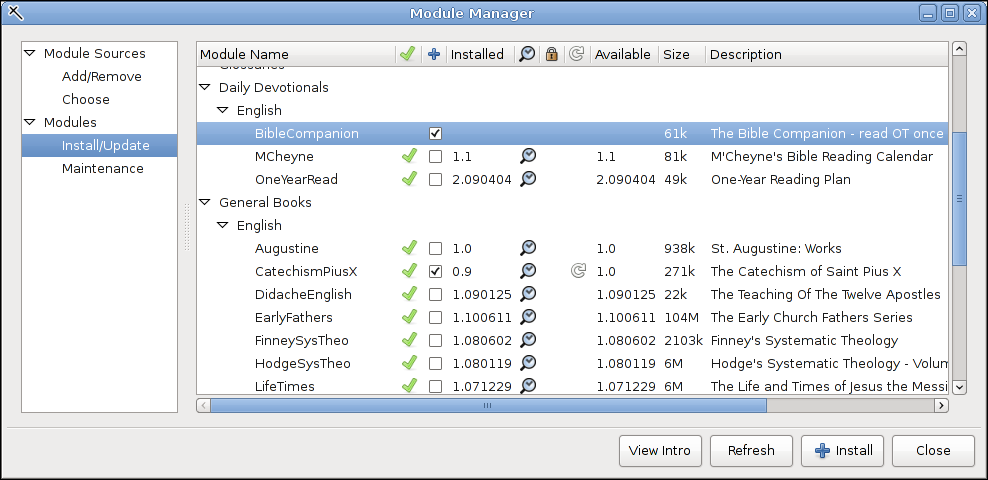 Module Manager
Module Sources
Add/Remove
Choose
Modules
Install/Update
Maintenance
Module Name Installed Available Size Description
Glossaries
Daily Devotionals
English
BibleCompanion 61k The Bible Companion - read OT once
MCheyne 1.1 1.1 81k M'Cheyne's Bible Reading Calendar
OneYearRead 2.090404 2.090404 49k One-Year Reading Plan
General Books
English
Augustine 1.0 1.0 938k St. Augustine: Works
CatechismPiusX 0.9 1.0 271k The Catechism of Saint Pius X
DidacheEnglish 1.090125 1.090125 22k The Teaching Of The Twelve Apostles
EarlyFathers 1.100611 1.100611 104M The Early Church Fathers Series
FinneySysTheo 1.080602 1.080602 2103k Finney's Systematic Theology
HodgeSysTheo 1.080119 1.080119 6M Hodge's Systematic Theology - Volum
LifeTimes 1.071229 1.071229 6M The Life and Times of Jesus the Messi
View Intro Refresh Install Close